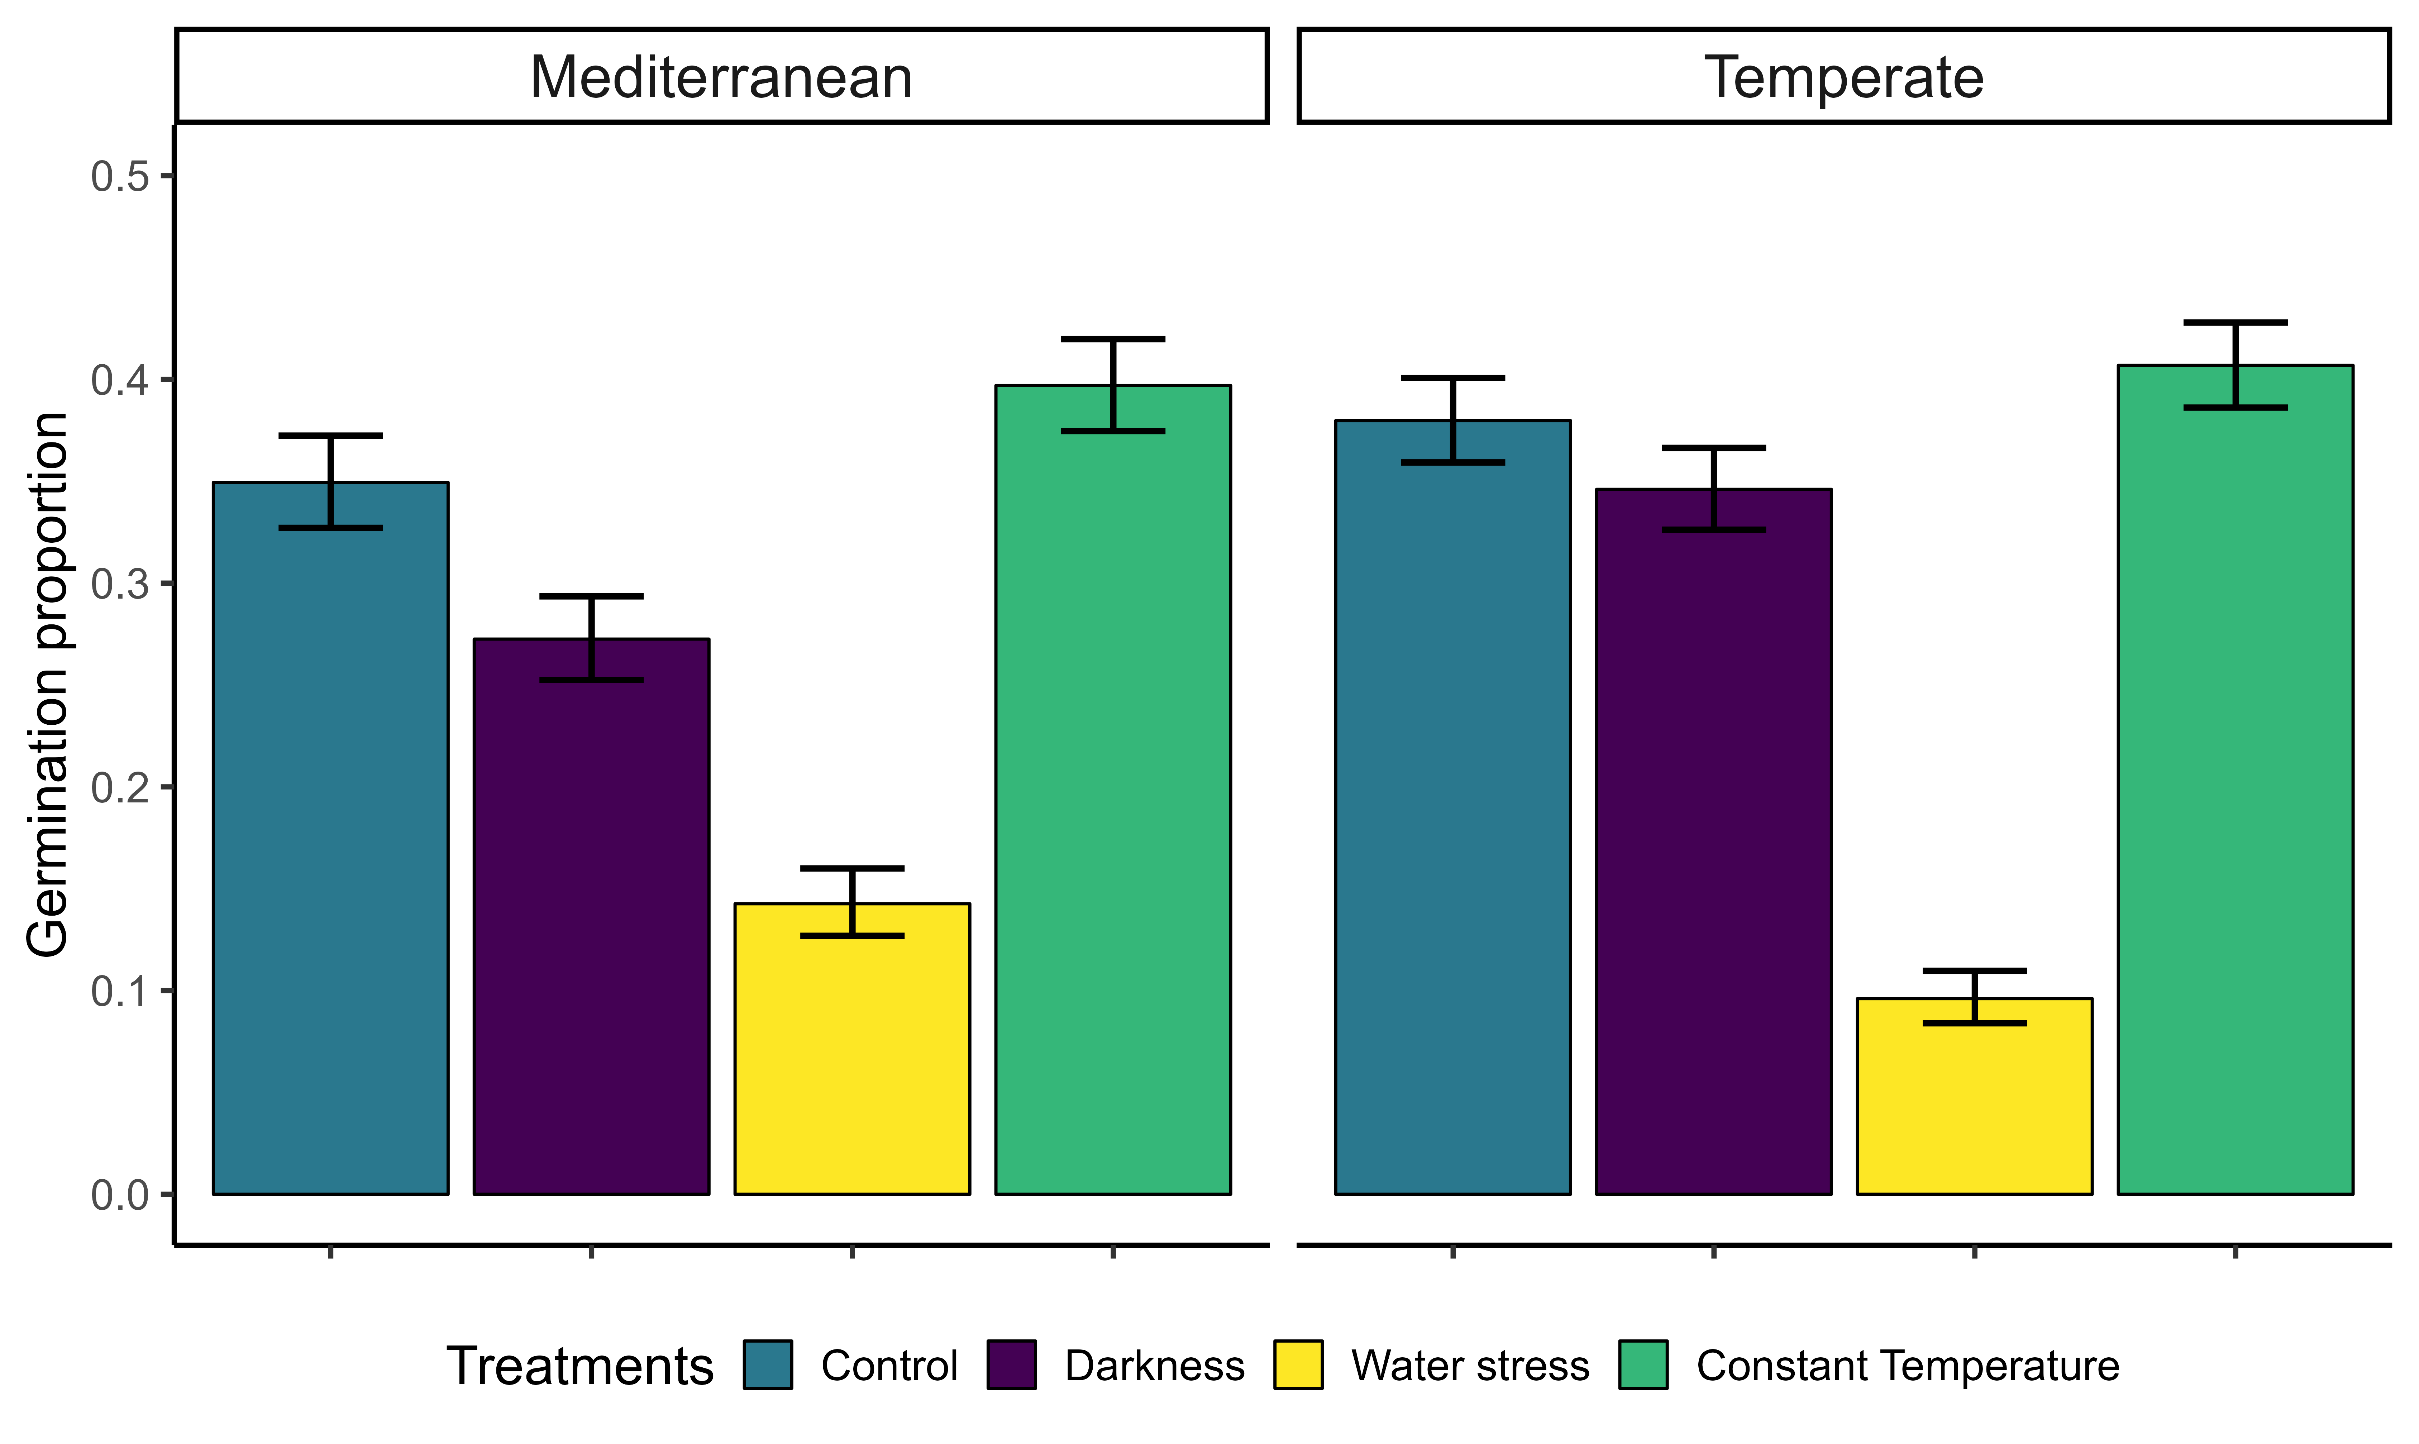 Mediterranean
Temperate
Germination proportion
0.5
0.4
0.3
0.2
0.1
0.0
Treatments Control Darkness Water stress Constant Temperature